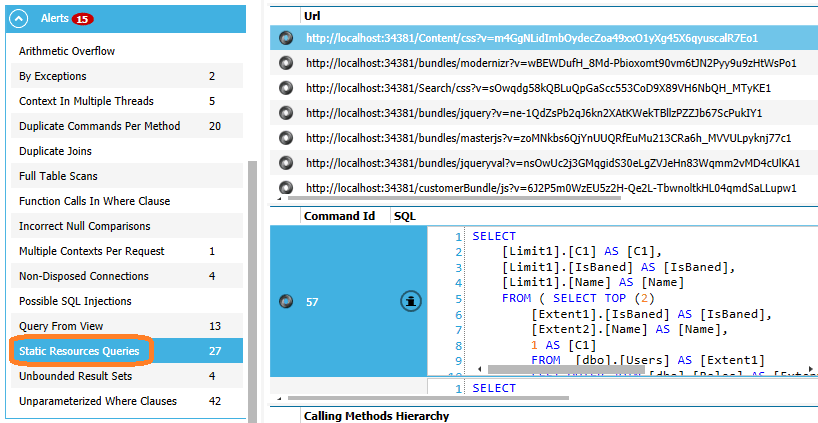 Alerts 15
Arithmetic Overflow
By Exceptions 2
Context In Multiple Threads 5
Duplicate Commands Per Method 20
Duplicate Joins
Full Table Scans
Function Calls In Where Clause
Incorrect Null Comparisons
Multiple Contexts Per Request 1
Non-Disposed Connections 4
Possible SQL Injections
Query From View 13
Static Resources Queries 27
Unbounded Result Sets 4
Unparameterized Where Clauses 42
Url
http://localhost:34381/Content/css?v=m4GgNLidImbOydecZoa49xxO1yXg45X6qyuscalR7Eo1
http://localhost:34381/bundles/modernizr?v=wBEWDufH_8Md-Pbioxomt90vm6tJN2Pyy9u9zHtWsPo1
http://localhost:34381/Search/css?v=sOwqdg58kQBLuQpGaScc553CoD9X89VH6NbQH_MTyKE1
http://localhost:34381/bundles/jquery?v=ne-1QdZsPb2qJ6kn2XAtKWekTBllzPZZJb67ScPukIY1
http://localhost:34381/bundles/masterjs?v=zoMNkbs6QjYnUUQRfEuMu213CRa6h_MVVULpyknj77c1
http://localhost:34381/bundles/jqueryval?v=nsOwUc2j3GMqgidS30eLgZVJeHn83Wqmm2vMD4cUlKA1
http://localhost:34381/customerBundle/js?v=6J2P5m0WzEU5z2H-Qe2L-TbwnoltkHL04qmdSaLLupw1
Command Id SQL
57
1 SELECT
2 [Limit1].[C1] AS [C1],
3 [Limit1].[IsBaned] AS [IsBaned],
4 [Limit1].[Name] AS [Name]
5 FROM ( SELECT TOP (2)
6 [Extent1].[IsBaned] AS [IsBaned],
7 [Extent2].[Name] AS [Name],
8 1 AS [C1]
9 FROM [dbo].[Users] AS [Extent1]
1 SELECT
Calling Methods Hierarchy